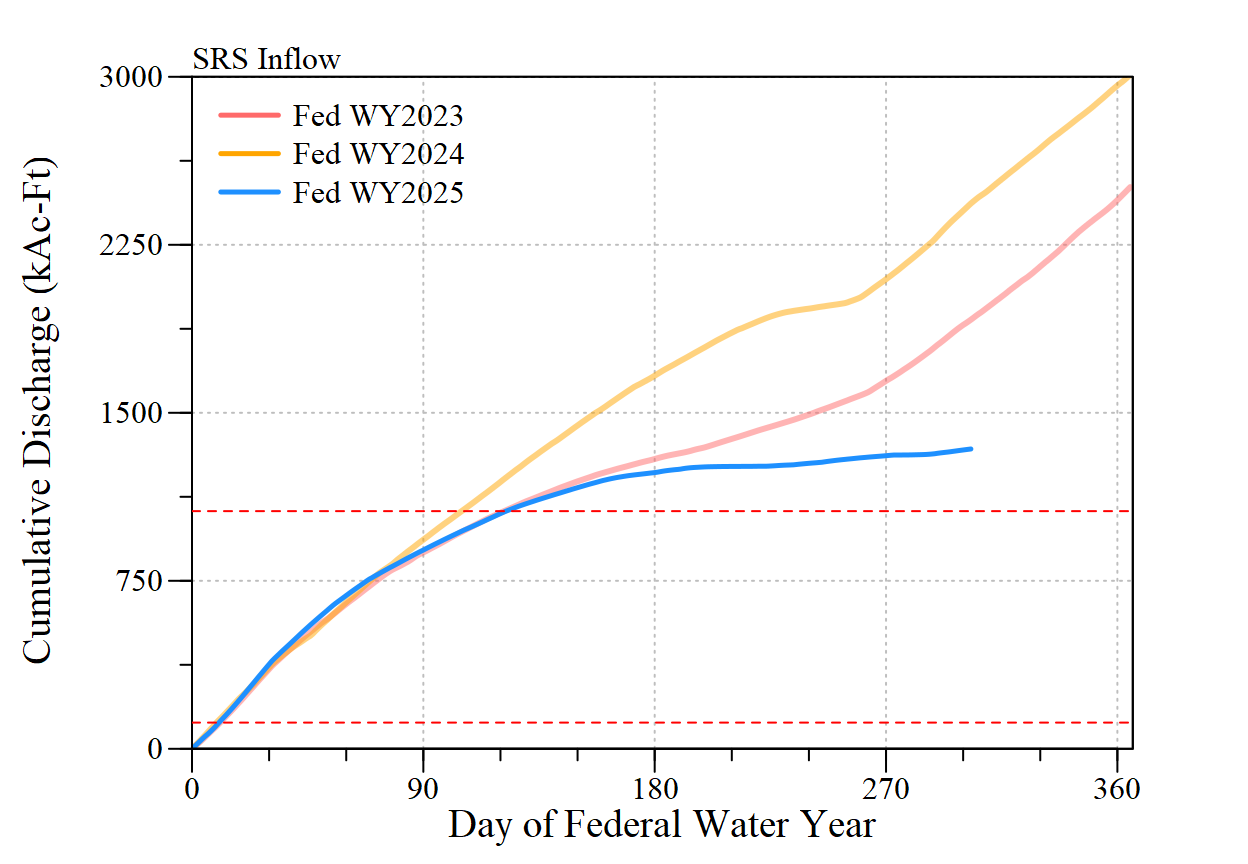 SRS Inflow
3000
Fed WY2023
Fed WY2024
Fed WY2025
2250
1500
750
0
Cumulative Discharge (kAc-Ft)
0 90 180 270 360
Day of Federal Water Year